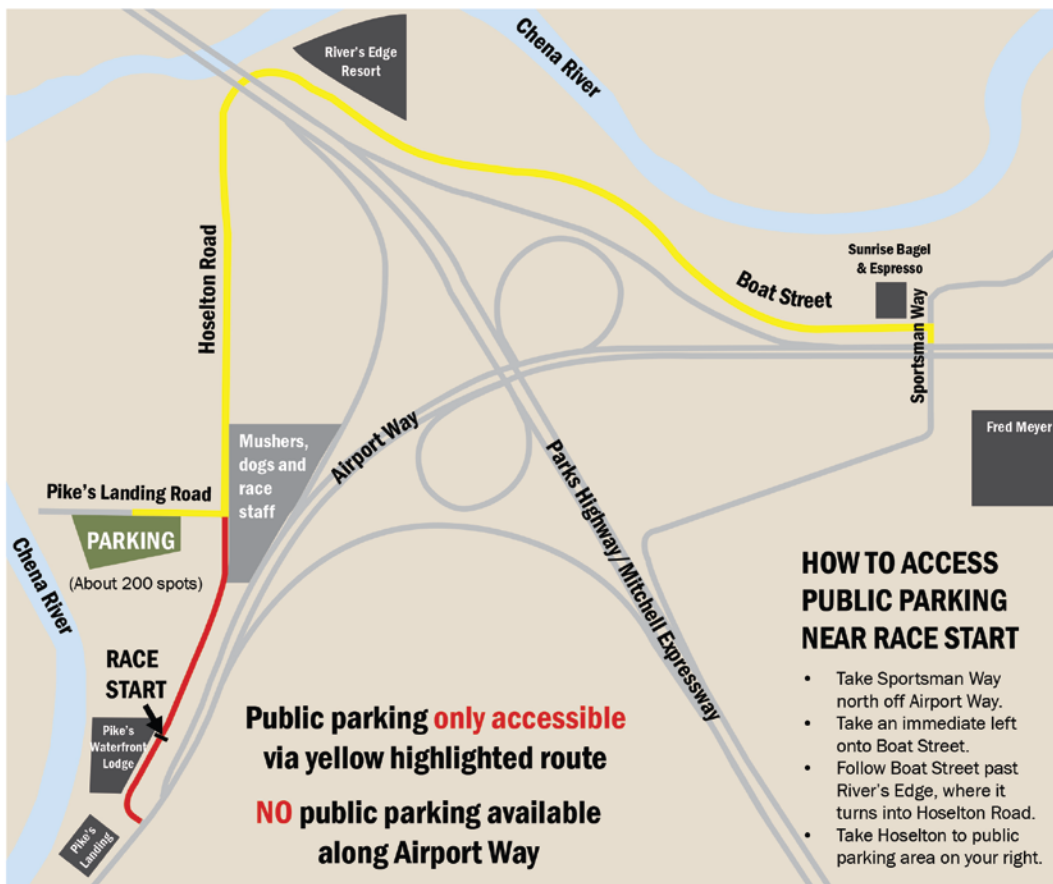 River's Edge
Resort
Chena River
Hoselton Road
Boat Street
Sunrise Bagel
& Espresso
Sportsman Way
Fred Meyer
Mushers,
dogs and
race
staff
Airport Way
Parks Highway/ Mitchell Expressway
Pike's Landing Road
PARKING
(About 200 spots)
Chena River
RACE
START
Pike's
Waterfront
Lodge
Pike's
Landing
Public parking only accessible
via yellow highlighted route
NO public parking available
along Airport Way
HOW TO ACCESS
PUBLIC PARKING
NEAR RACE START
• Take Sportsman Way
north off Airport Way.
• Take an immediate left
onto Boat Street.
• Follow Boat Street past
River's Edge, where it
turns into Hoselton Road.
• Take Hoselton to public
parking area on your right.